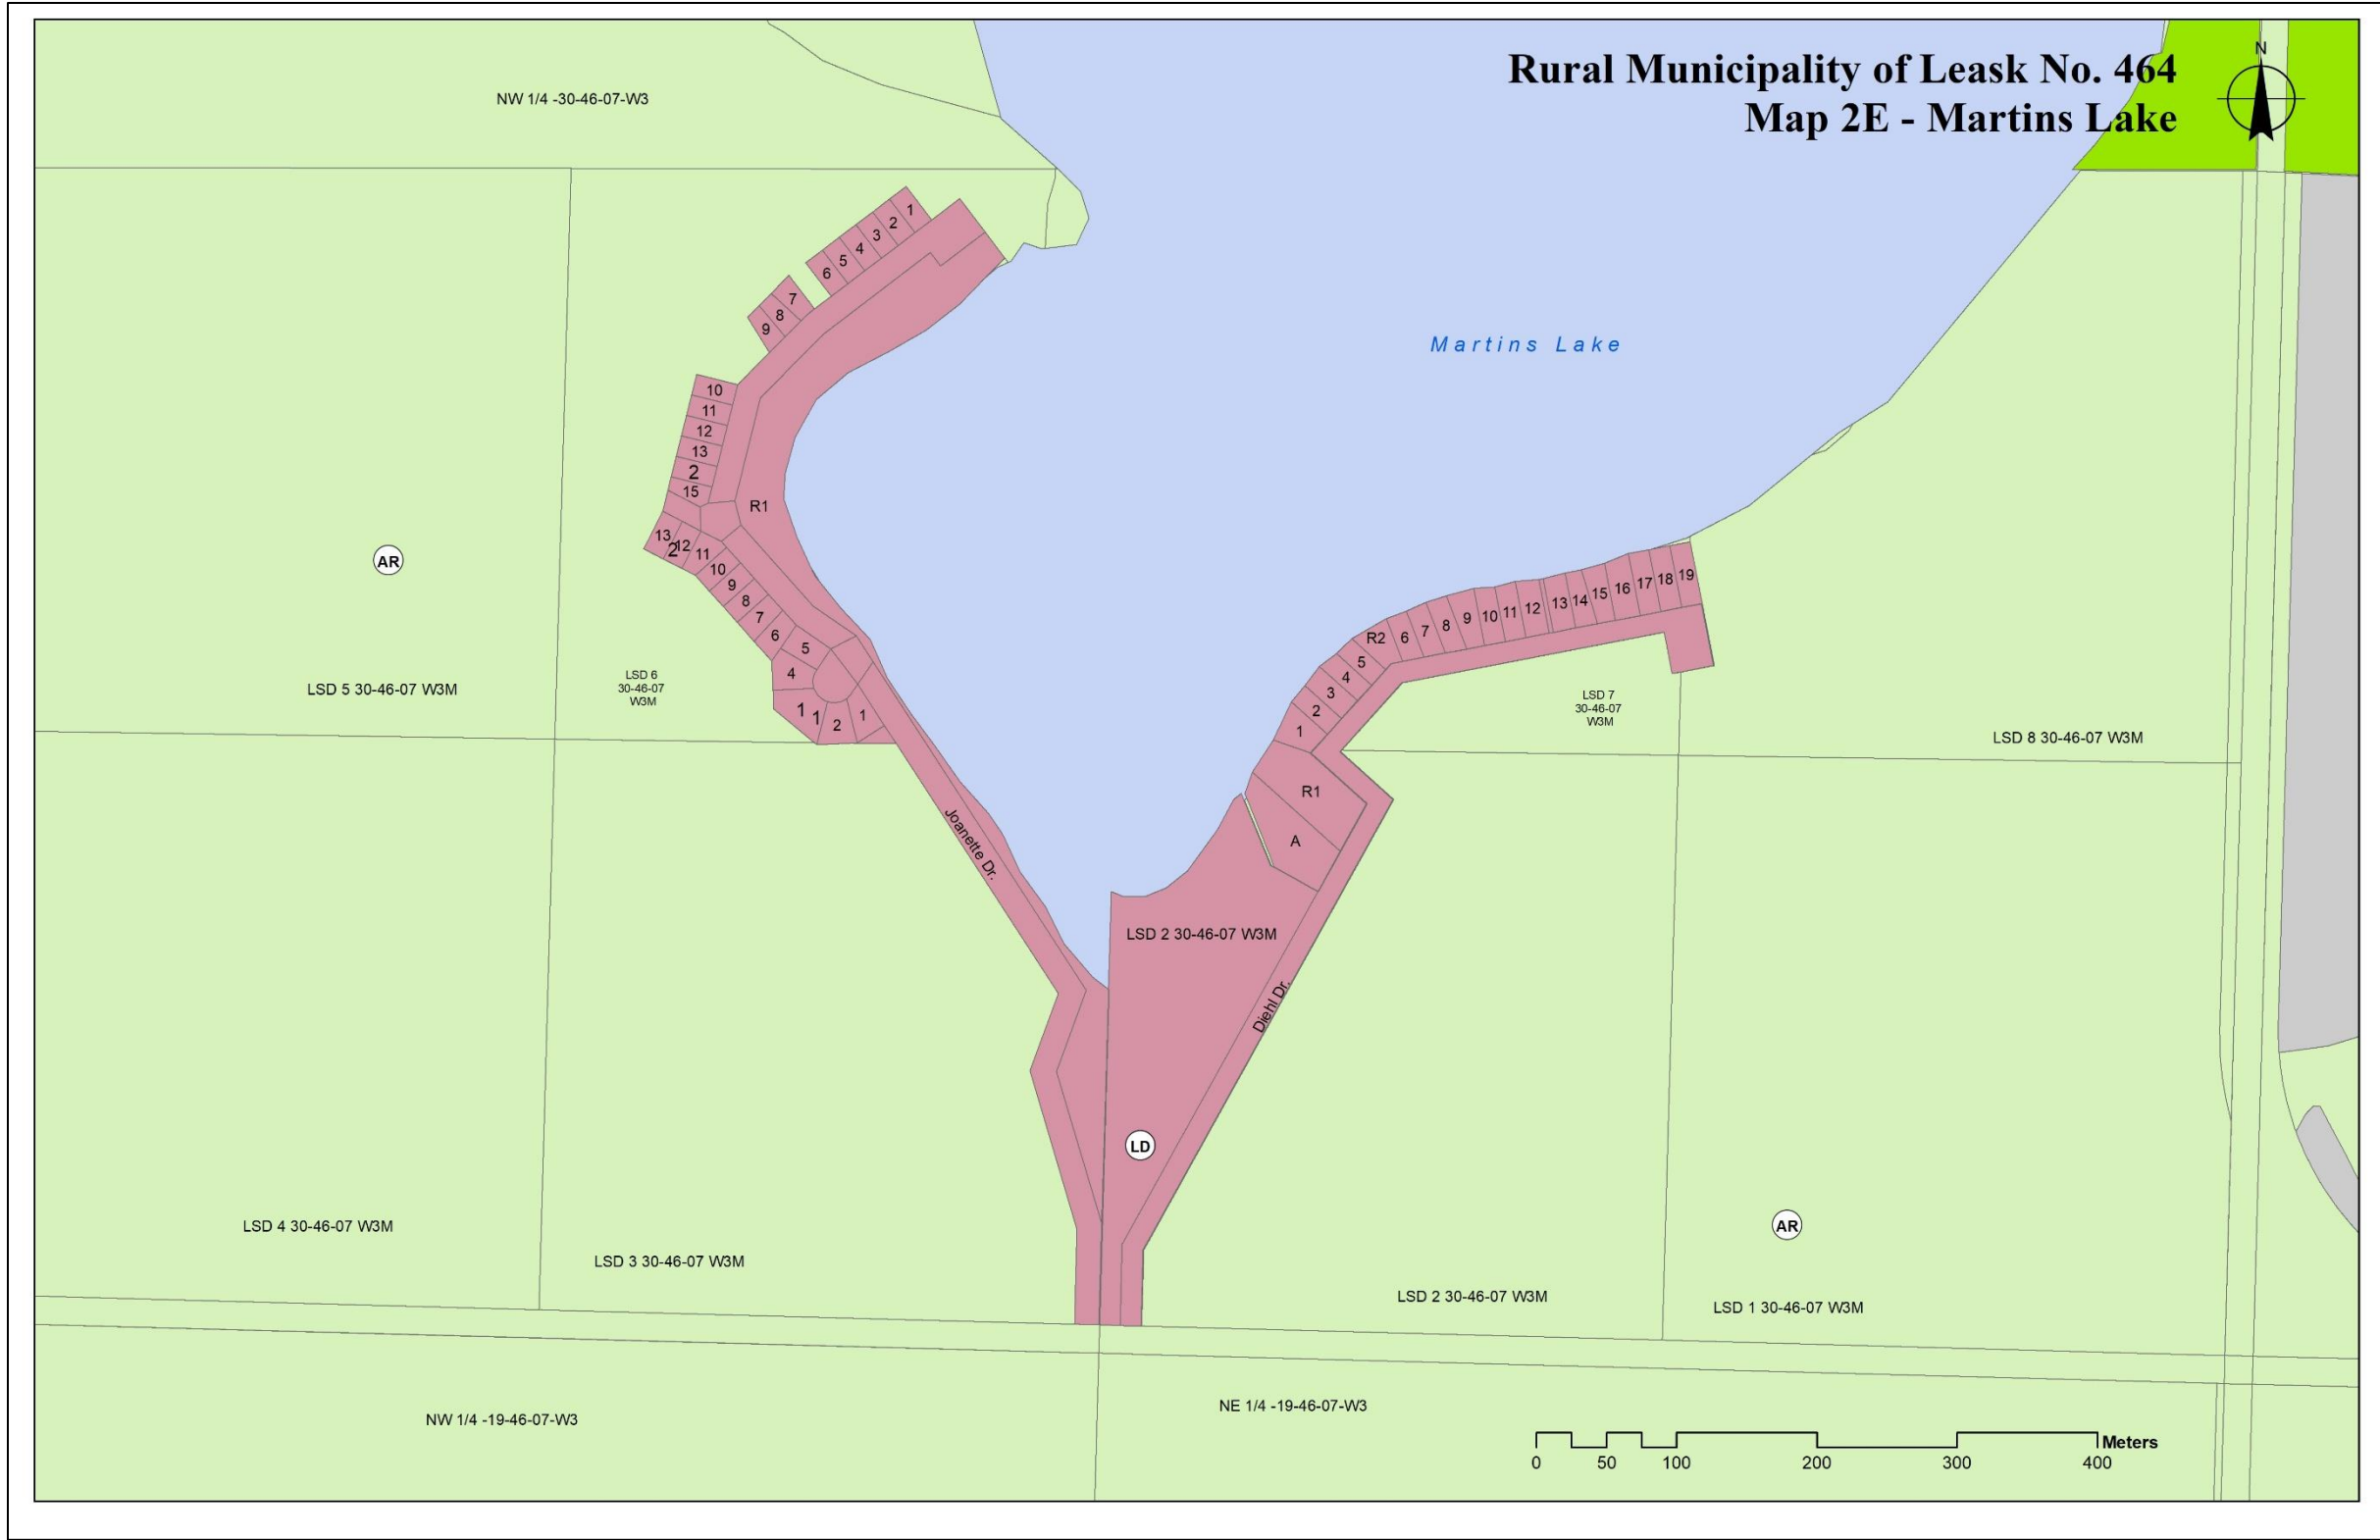 Rural Municipality of Leask No. 464
Map 2E - Martins Lake
N
NW 1/4 -30-46-07-W3
1
2
3
4
5
6
7
8
9
Martins Lake
10
11
12
13
2
15
R1
13
2
12
11
10
9
8
7
6
5
4
1
1
2
1
AR
LSD 5 30-46-07 W3M
LSD 6
30-46-07
W3M
19
18
17
16
15
14
13
12
11
10
9
8
7
6
R2
5
4
3
2
1
R1
A
LSD 7
30-46-07
W3M
LSD 8 30-46-07 W3M
Joanette Dr.
LSD 2 30-46-07 W3M
Diehl Dr.
LD
AR
LSD 4 30-46-07 W3M
LSD 3 30-46-07 W3M
LSD 2 30-46-07 W3M
LSD 1 30-46-07 W3M
NW 1/4 -19-46-07-W3
NE 1/4 -19-46-07-W3
Meters
0 50 100 200 300 400